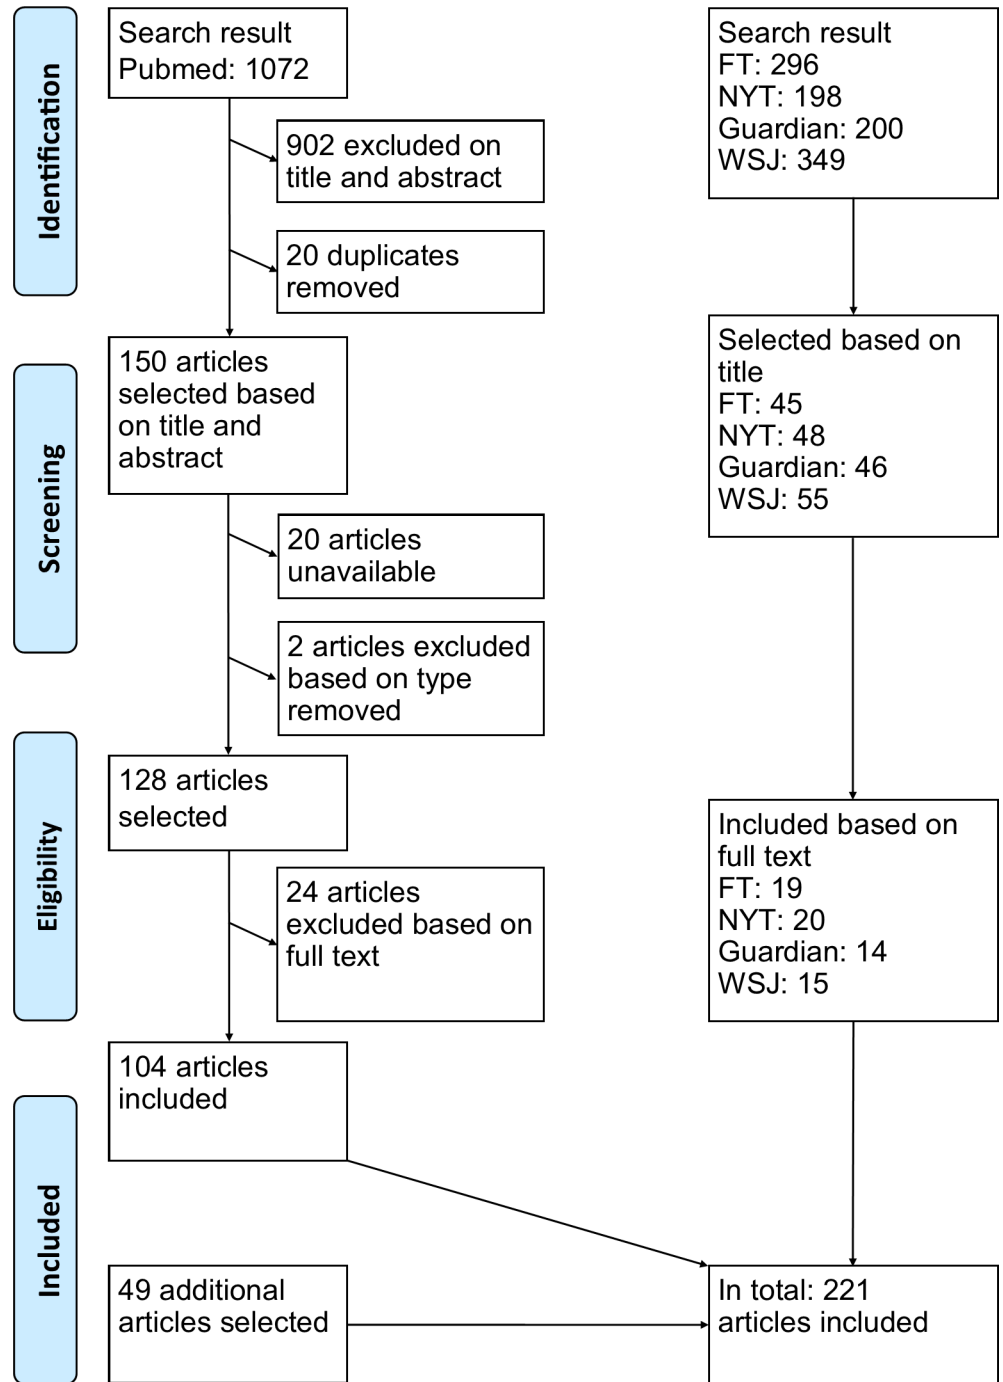 Identification
Search result
Pubmed: 1072
902 excluded on
title and abstract
20 duplicates
removed
Search result
FT: 296
NYT: 198
Guardian: 200
WSJ: 349
Screening
150 articles
selected based
on title and
abstract
20 articles
unavailable
2 articles excluded
based on type
removed
Selected based on
title
FT: 45
NYT: 48
Guardian: 46
WSJ: 55
Eligibility
128 articles
selected
24 articles
excluded based on
full text
Included based on
full text
FT: 19
NYT: 20
Guardian: 14
WSJ: 15
Included
104 articles
included
49 additional
articles selected
In total: 221
articles included